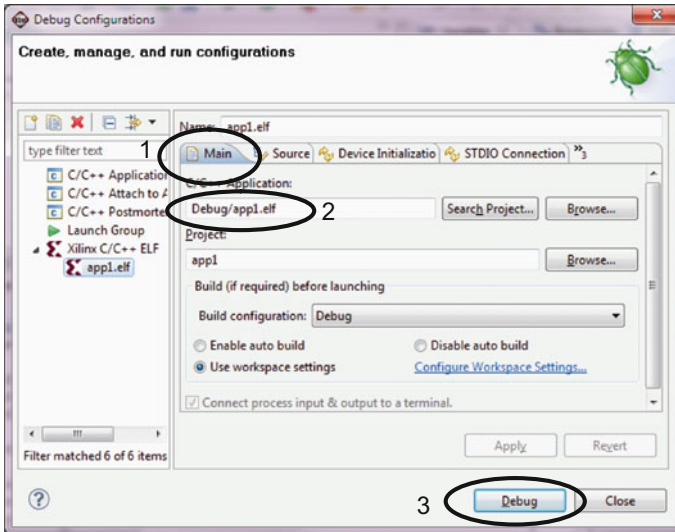 Debug Configurations
Create, manage, and run configurations
Name: app1.elf
type filter text
1
Main
Source
Device Initializatio
STDIO Connection
»3
C/C++ Application
C/C++ Attach to A
C/C++ Postmorte
Launch Group
Xilinx C/C++ ELF
app1.elf
C/C++ Application:
Debug/app1.elf
2
Search Project...
Browse...
Project:
app1
Browse...
Build (if required) before launching
Build configuration: Debug
Enable auto build
Disable auto build
Use workspace settings
Configure Workspace Settings...
Connect process input & output to a terminal.
Filter matched 6 of 6 items
Apply
Revert
?
3
Debug
Close